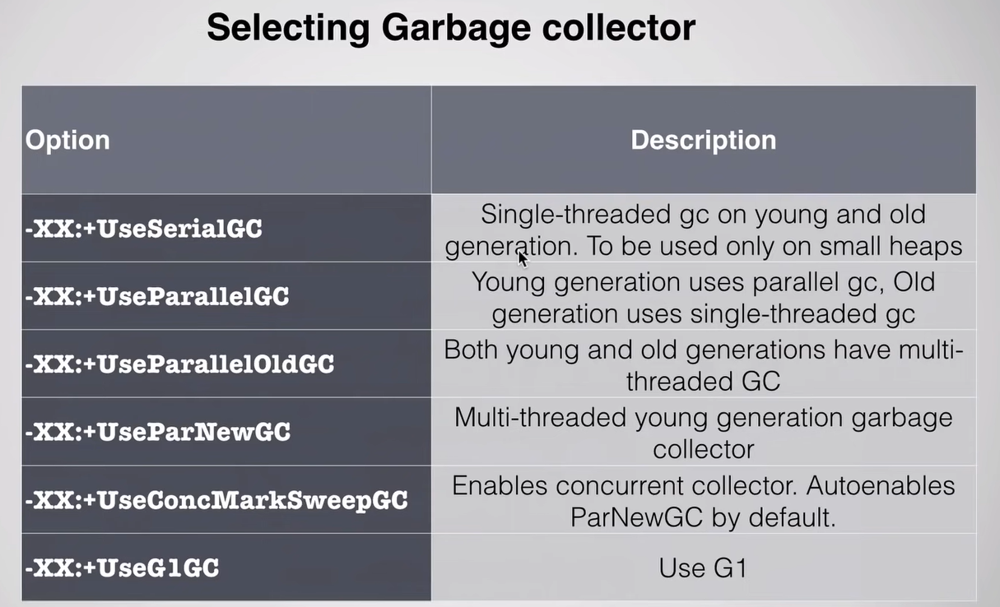 Selecting Garbage collector
Option
Description
-XX:+UseSerialGC
Single-threaded gc on young and old
generation. To be used only on small heaps
-XX:+UseParallelGC
Young generation uses parallel gc, Old
generation uses single-threaded gc
-XX:+UseParallelOldGC
Both young and old generations have multi-
threaded GC
-XX:+UseParNewGC
Multi-threaded young generation garbage
collector
-XX:+UseConcMarkSweepGC
Enables concurrent collector. Autoenables
ParNewGC by default.
-XX:+UseG1GC
Use G1